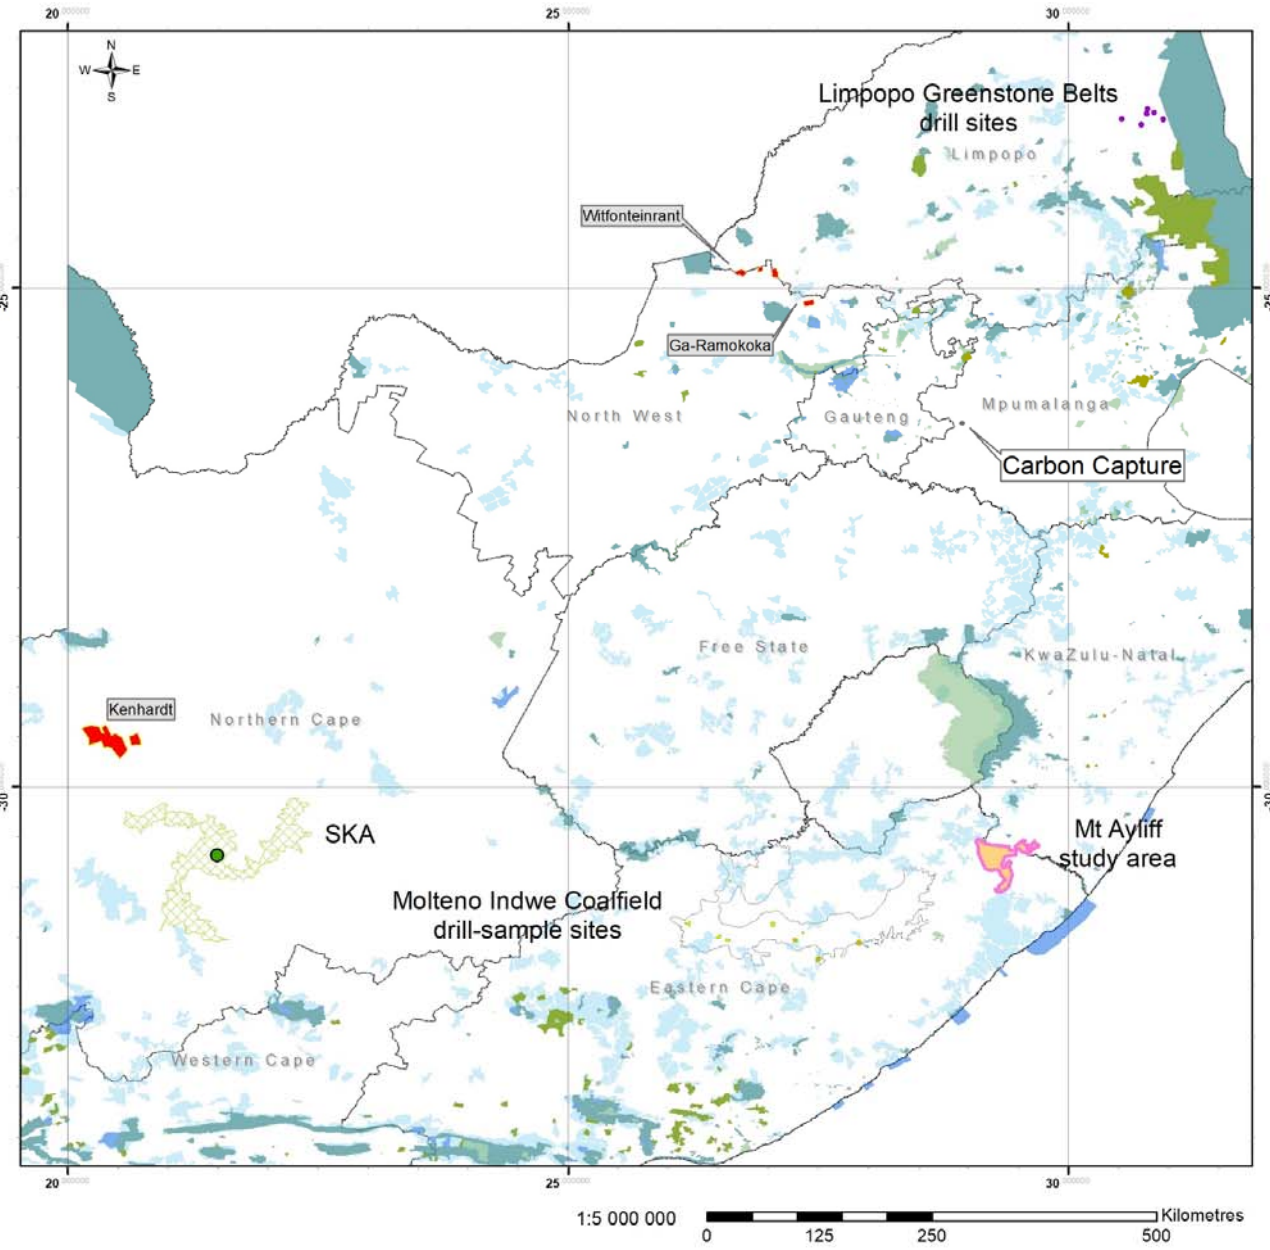 20 25 30
N
W E
S
Limpopo Greenstone Belts
drill sites
Limpopo
Witfonteinrant
-25 -25
Ga-Ramokoka
North West
Gauteng
Mpumalanga
Carbon Capture
Free State
KwaZulu-Natal
Kenhardt
Northern Cape
-30 -30
SKA
Mt Ayliff
study area
Molteno Indwe Coalfield
drill-sample sites
Eastern Cape
Western Cape
20 25 30
1:5 000 000
Kilometres
0 125 250 500